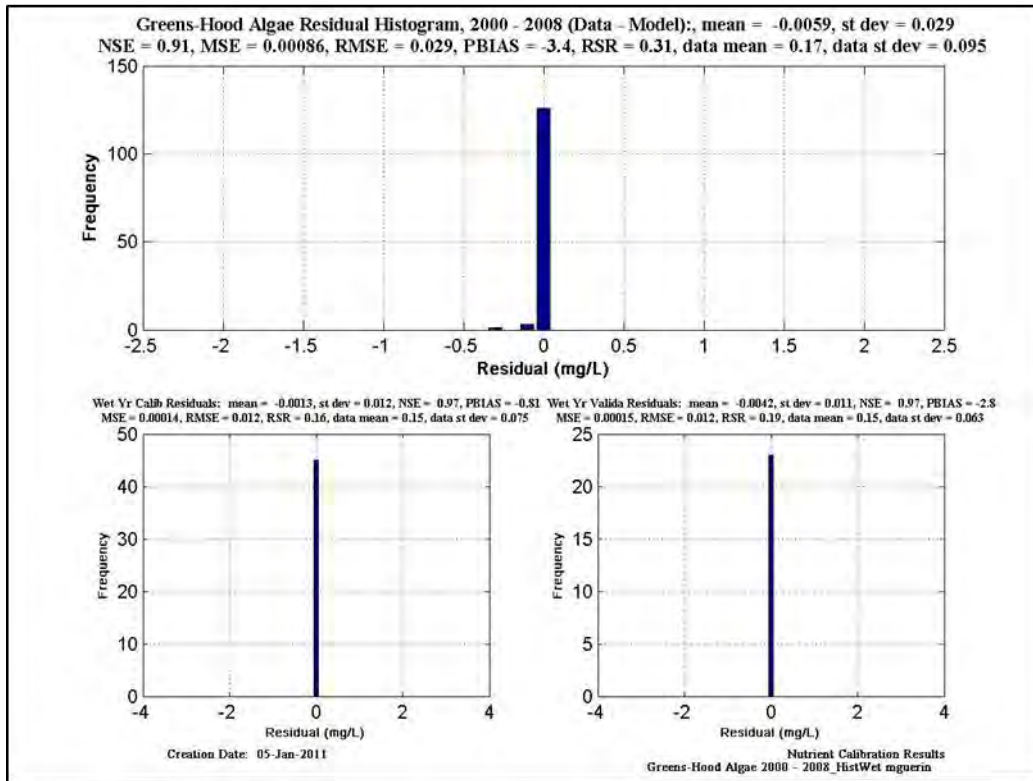 Greens-Hood Algae Residual Histogram, 2000 - 2008 (Data - Model):, mean = -0.0059, st dev = 0.029
NSE = 0.91, MSE = 0.00086, RMSE = 0.029, PBIAS = -3.4, RSR = 0.31, data mean = 0.17, data st dev = 0.095
150
100
50
0
Frequency
-2.5 -2 -1.5 -1 -0.5 0 0.5 1 1.5 2 2.5
Residual (mg/L)
Wet Yr Calib Residuals: mean = -0.0013, st dev = 0.012, NSE = 0.97, PBIAS = -0.81
MSE = 0.00014, RMSE = 0.012, RSR = 0.16, data mean = 0.15, data st dev = 0.075
50
40
30
20
10
0
Frequency
-4 -2 0 2 4
Residual (mg/L)
Wet Yr Valida Residuals: mean = -0.0042, st dev = 0.011, NSE = 0.97, PBIAS = -2.8
MSE = 0.00015, RMSE = 0.012, RSR = 0.19, data mean = 0.15, data st dev = 0.063
25
20
15
10
5
0
Frequency
-4 -2 0 2 4
Residual (mg/L)
Creation Date: 05-Jan-2011
Nutrient Calibration Results
Greens-Hood Algae 2000 - 2008_HistWet mguerin